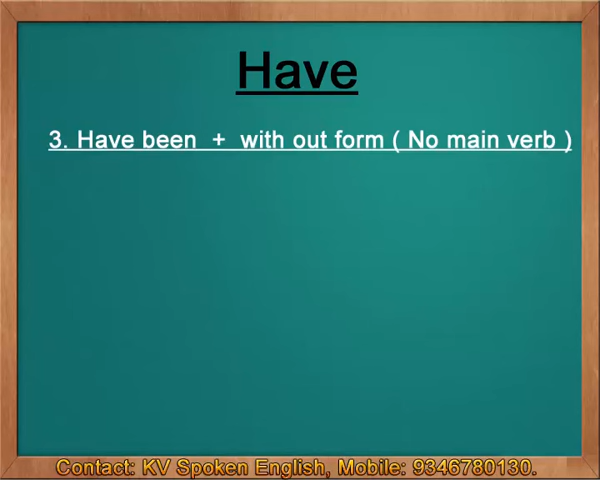 Have
3. Have been + with out form ( No main verb )
Contact: KV Spoken English, Mobile: 9346780130.